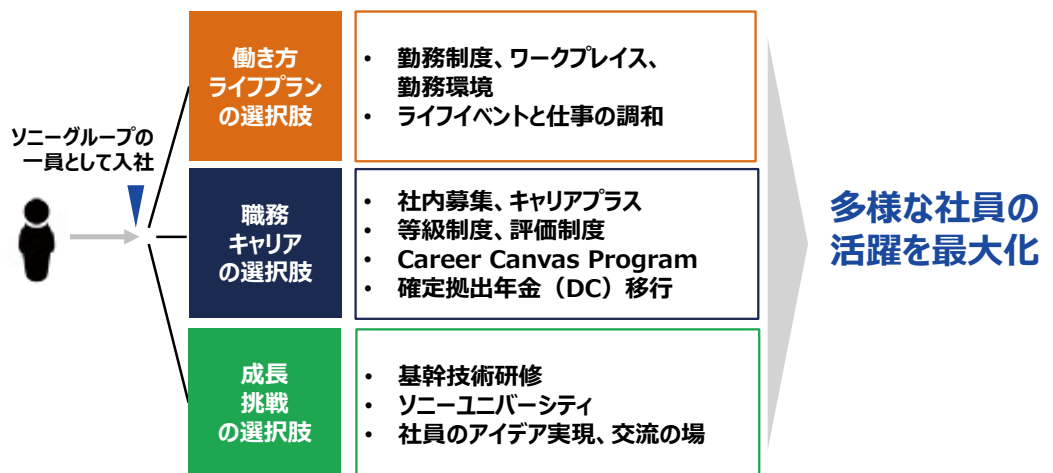 ソニーグループの
一員として入社
働き方
ライフプラン
の選択肢
• 勤務制度、ワークプレイス、
勤務環境
• ライフイベントと仕事の調和
職務
キャリア
の選択肢
• 社内募集、キャリアプラス
• 等級制度、評価制度
• Career Canvas Program
• 確定拠出年金（DC）移行
成長
挑戦
の選択肢
• 基幹技術研修
• ソニーユニバーシティ
• 社員のアイデア実現、交流の場
多様な社員の
活躍を最大化